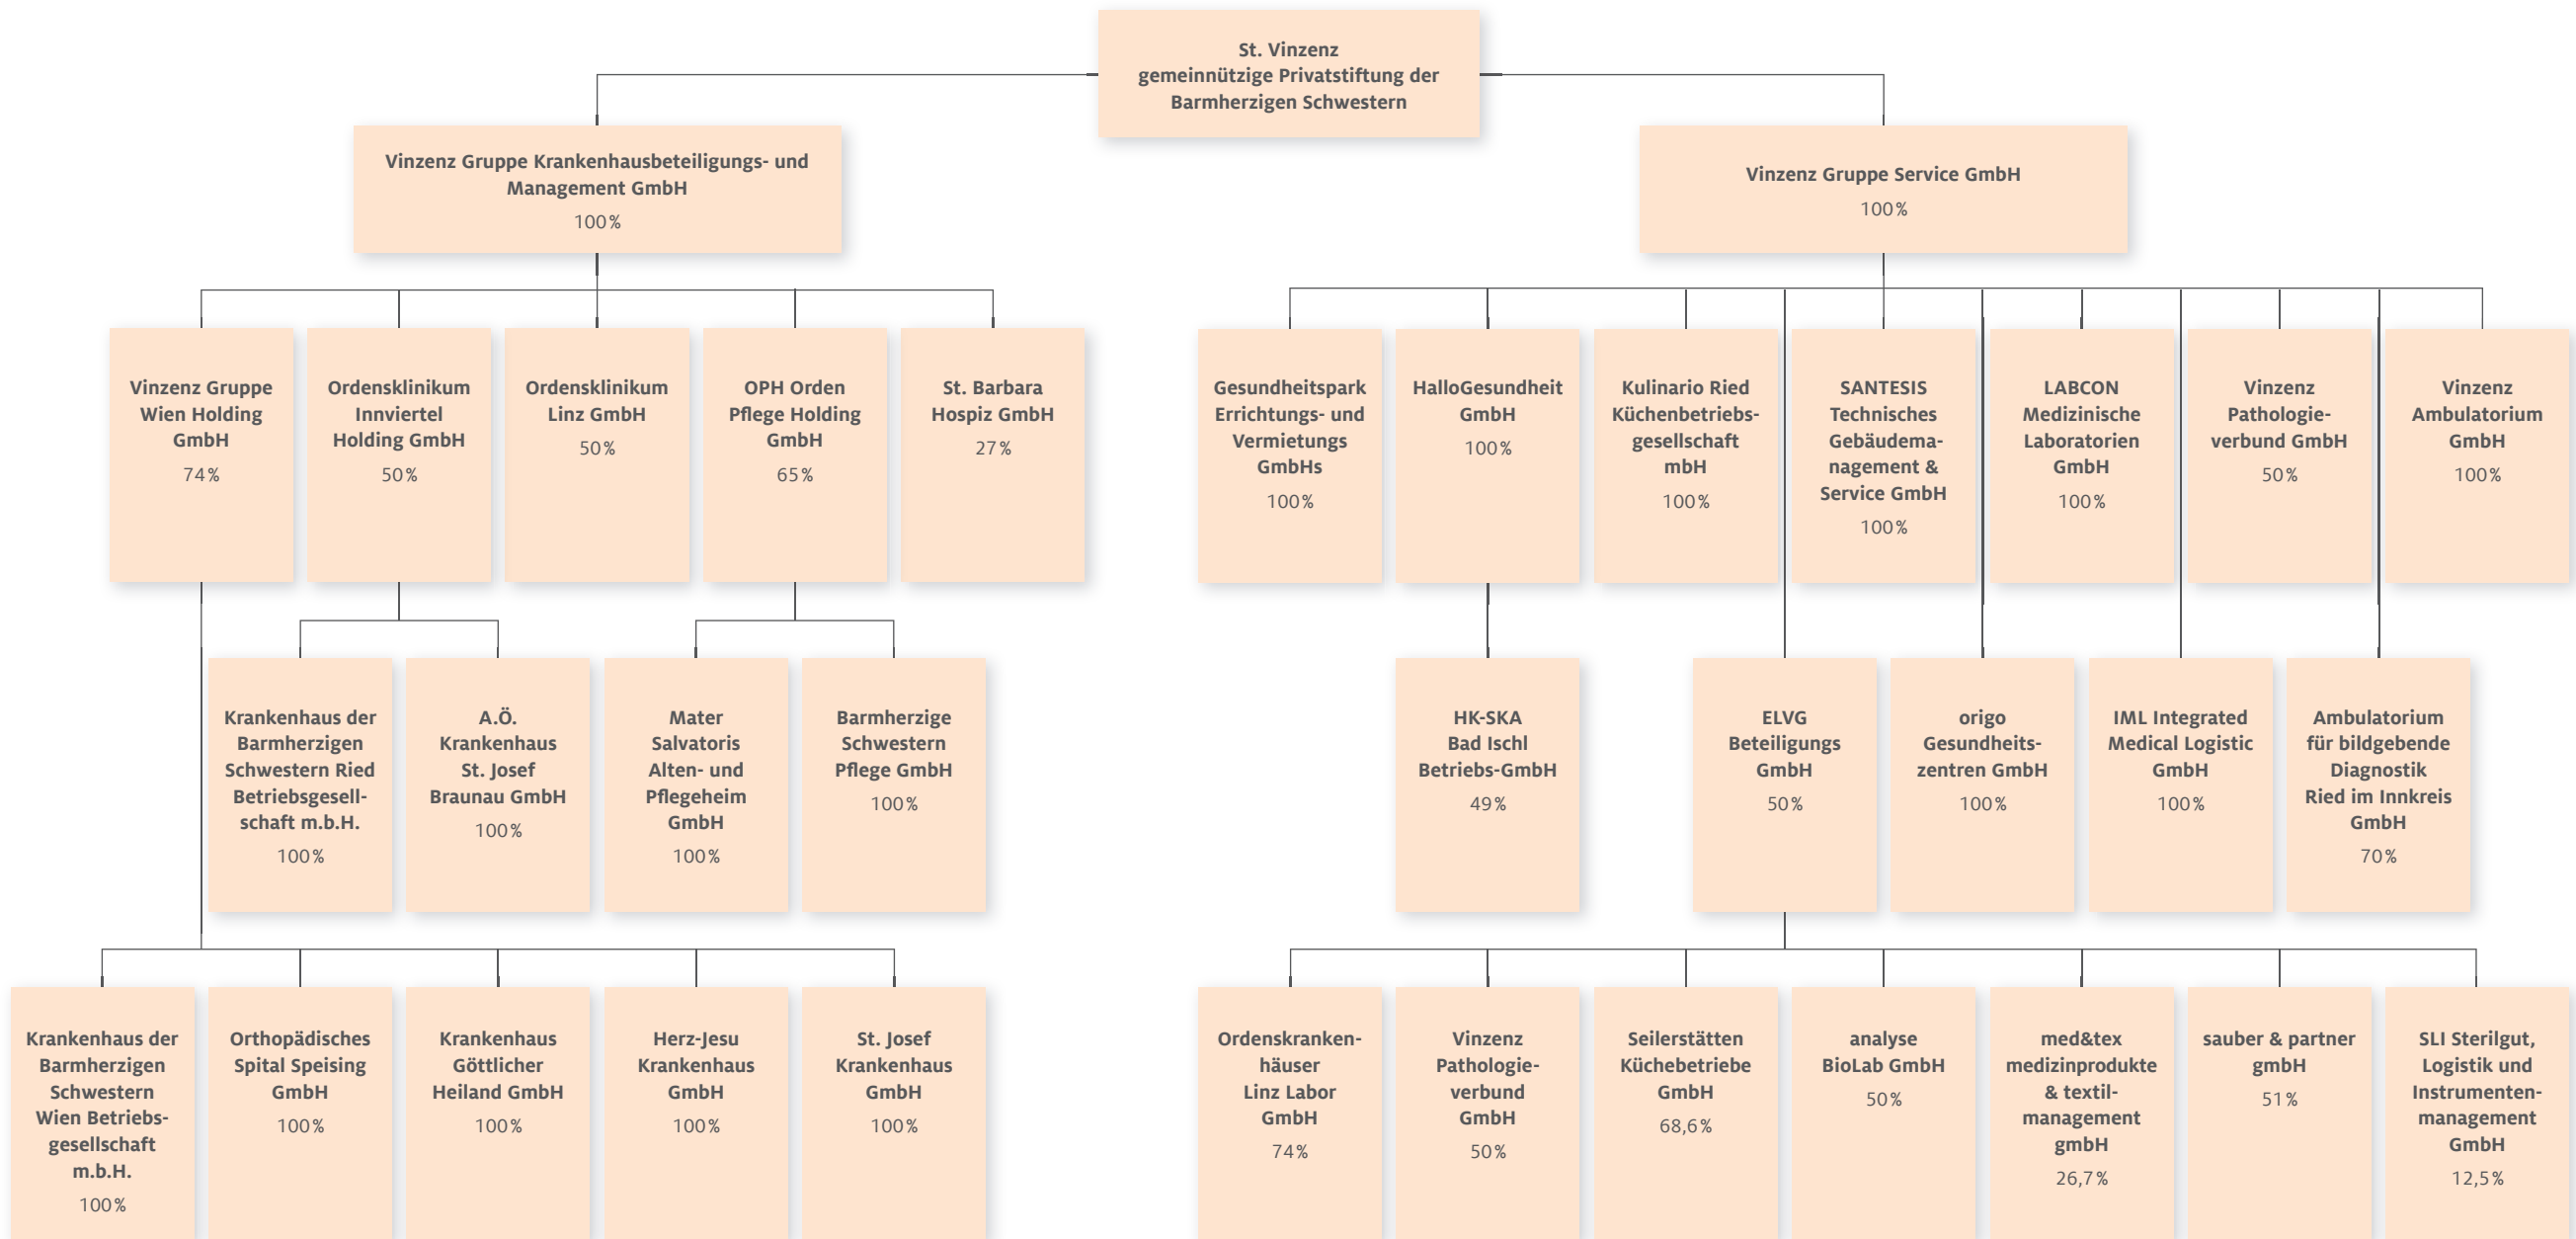 St. Vinzenz
gemeinnützige Privatstiftung der
Barmherzigen Schwestern
Vinzenz Gruppe Krankenhausbeteiligungs- und
Management GmbH
100%
Vinzenz Gruppe Service GmbH
100%
Vinzenz Gruppe
Wien Holding
GmbH
74%
Ordensklinikum
Innviertel
Holding GmbH
50%
Ordensklinikum
Linz GmbH
50%
OPH Orden
Pflege Holding
GmbH
65%
St. Barbara
Hospiz GmbH
27%
Gesundheitspark
Errichtungs- und
Vermietungs
GmbHs
100%
HalloGesundheit
GmbH
100%
Kulinario Ried
Küchenbetriebs-
gesellschaft
mbH
100%
SANTESIS
Technisches
Gebäudema-
nagement &
Service GmbH
100%
LABCON
Medizinische
Laboratorien
GmbH
100%
Vinzenz
Pathologie-
verbund GmbH
50%
Vinzenz
Ambulatorium
GmbH
100%
Krankenhaus der
Barmherzigen
Schwestern Ried
Betriebsgesell-
schaft m.b.H.
100%
A.Ö.
Krankenhaus
St. Josef
Braunau GmbH
100%
Mater
Salvatoris
Alten- und
Pflegeheim
GmbH
100%
Barmherzige
Schwestern
Pflege GmbH
100%
HK-SKA
Bad Ischl
Betriebs-GmbH
49%
ELVG
Beteiligungs
GmbH
50%
origo
Gesundheits-
zentren GmbH
100%
IML Integrated
Medical Logistic
GmbH
100%
Ambulatorium
für bildgebende
Diagnostik
Ried im Innkreis
GmbH
70%
Krankenhaus der
Barmherzigen
Schwestern
Wien Betriebs-
gesellschaft
m.b.H.
100%
Orthopädisches
Spital Speising
GmbH
100%
Krankenhaus
Göttlicher
Heiland GmbH
100%
Herz-Jesu
Krankenhaus
GmbH
100%
St. Josef
Krankenhaus
GmbH
100%
Ordenskranken-
häuser
Linz Labor
GmbH
74%
Vinzenz
Pathologie-
verbund
GmbH
50%
Seilerstätten
Küchebetriebe
GmbH
68,6%
analyse
BioLab GmbH
50%
med&tex
medizinprodukte
& textil-
management
gmbH
26,7%
sauber & partner
gmbH
51%
SLI Sterilgut,
Logistik und
Instrumenten-
management
GmbH
12,5%